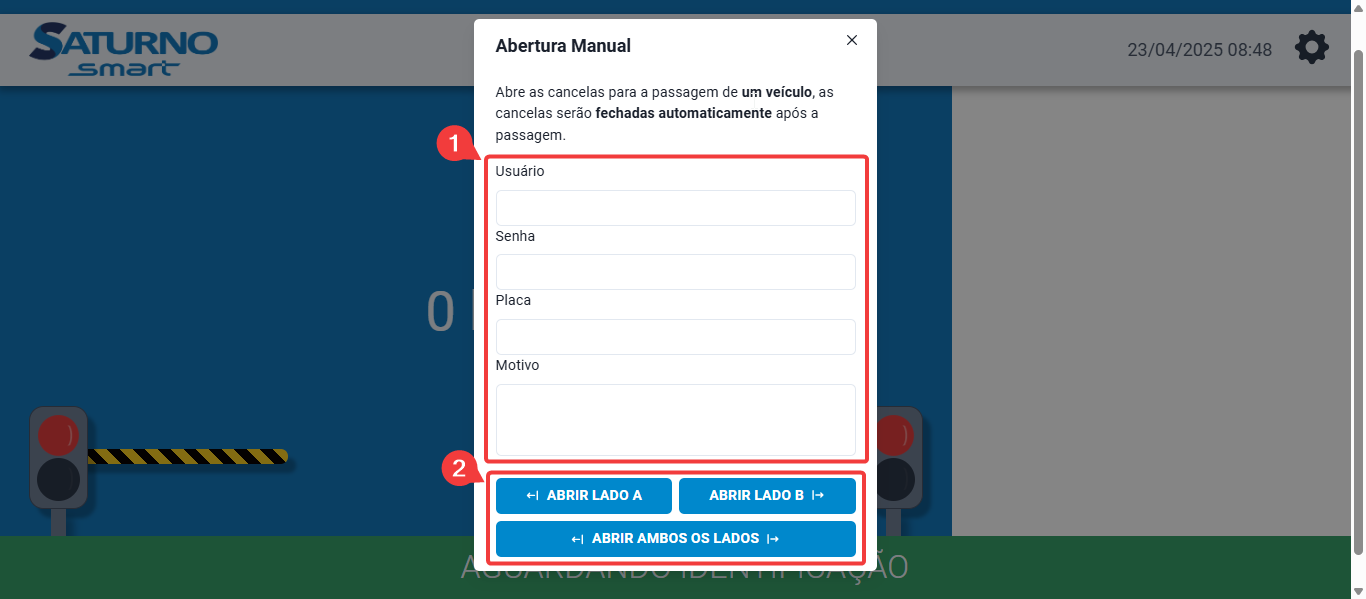 SATURNO
smart
23/04/2025 08:48
Abertura Manual
Abre as cancelas para a passagem de um veículo, as
cancelas serão fechadas automaticamente após a
passagem.
1
Usuário
Senha
Placa
Motivo
0
2
ABRIR LADO A
ABRIR LADO B
ABRIR AMBOS OS LADOS
AGUARDANDO IDENTIFICAÇÃO